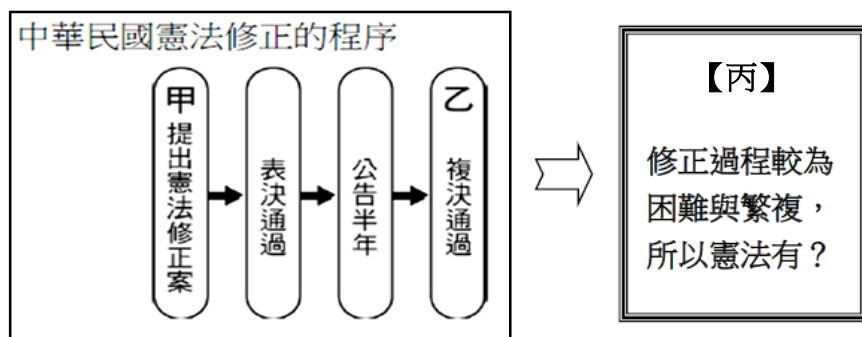 中華民國憲法修正的程序
甲提出憲法修正案
表決通過
公告半年
乙 複決通過
【丙】
修正過程較為
困難與繁複，
所以憲法有？